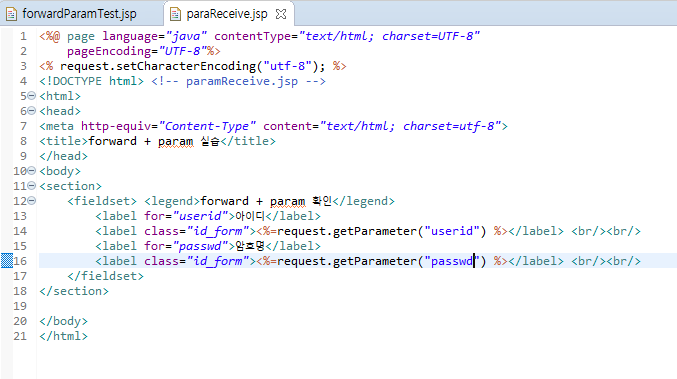 forwardParamTest.jsp paraReceive.jsp
1 <%@ page language="java" contentType="text/html; charset=UTF-8"
2 pageEncoding="UTF-8"%>
3 <% request.setCharacterEncoding("utf-8"); %>
4 <!DOCTYPE html> <!-- paramReceive.jsp -->
5 <html>
6 <head>
7 <meta http-equiv="Content-Type" content="text/html; charset=utf-8">
8 <title>forward + param 실습</title>
9 </head>
10 <body>
11 <section>
12 <fieldset> <legend>forward + param 확인</legend>
13 <label for="userid">아이디</label>
14 <label class="id_form"><%=request.getParameter("userid") %></label> <br/><br/>
15 <label for="passwd">암호명</label>
16 <label class="id_form"><%=request.getParameter("passwd") %></label> <br/><br/>
17 </fieldset>
18 </section>
19
20 </body>
21 </html>